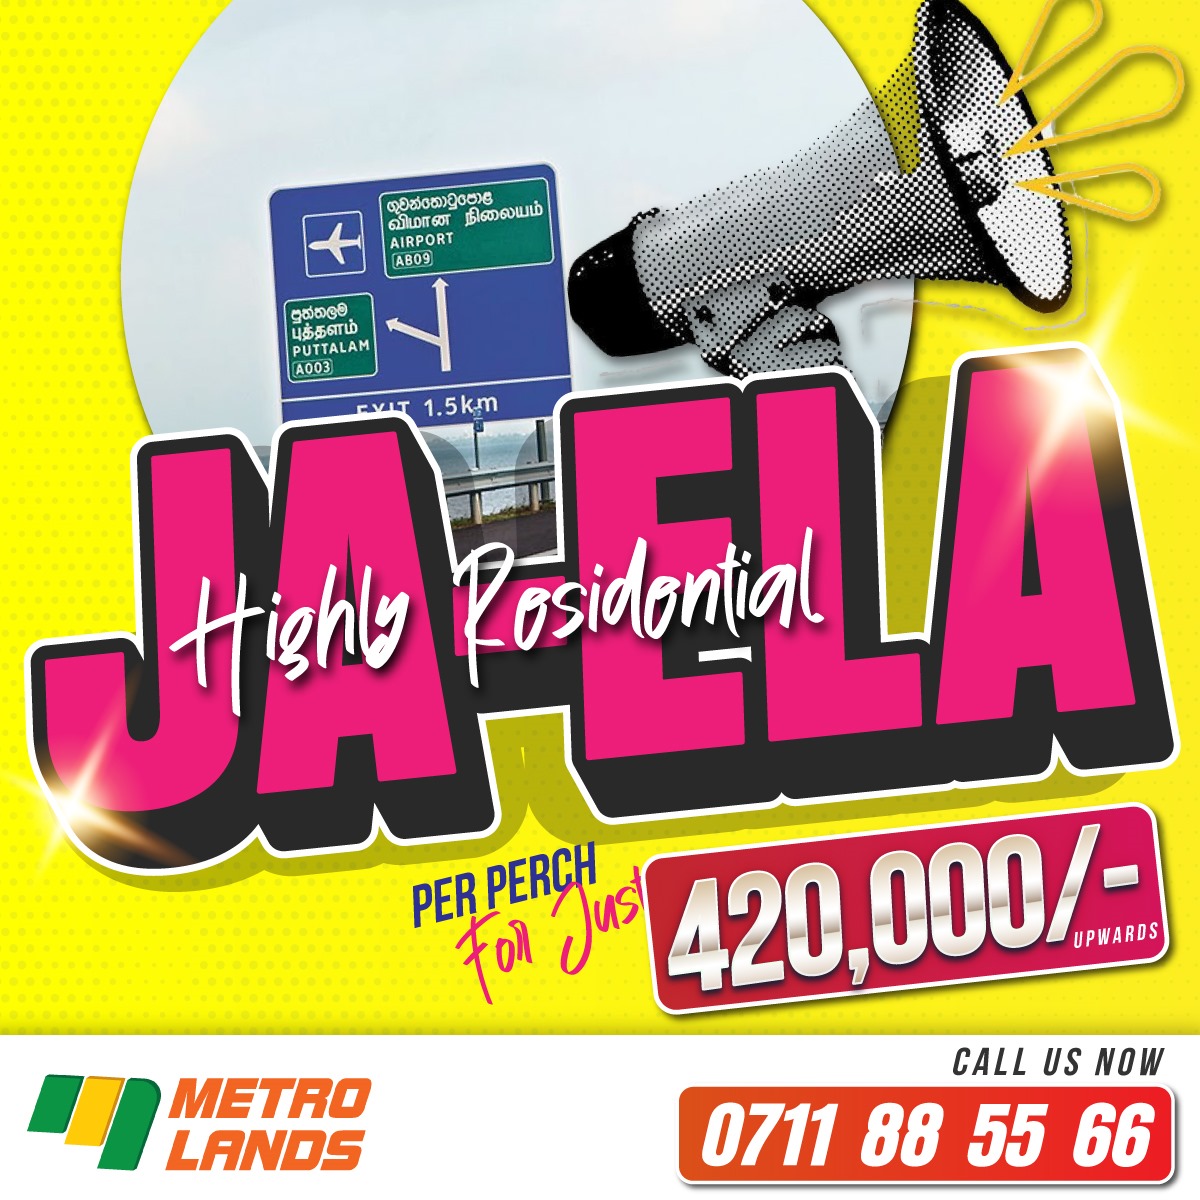 ගුවන්තොටුපොළ
விமான நிலையம்
AIRPORT
AB09
පුත්තලම
புத்தளம்
PUTTALAM
A003
EXIT 1.5km
JA-ELA
Highly Residential
PER PERCH
For Just
420,000/-
UPWARDS
METRO
LANDS
CALL US NOW
0711 88 55 66